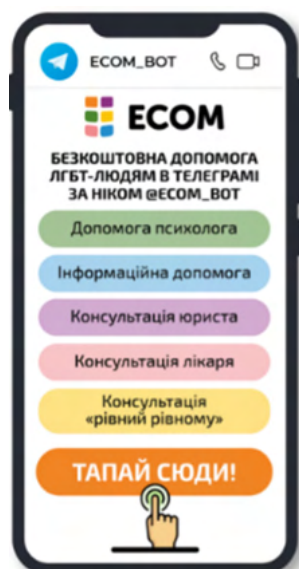 ECOM_BOT
ECOM
БЕЗКОШТОВНА ДОПОМОГА
ЛГБТ-ЛЮДЯМ В ТЕЛЕГРАМІ
ЗА НІКОМ @ECOM_BOT
Допомога психолога
Інформаційна допомога
Консультація юриста
Консультація лікаря
Консультація
«рівний рівному»
ТАПАЙ СЮДИ!